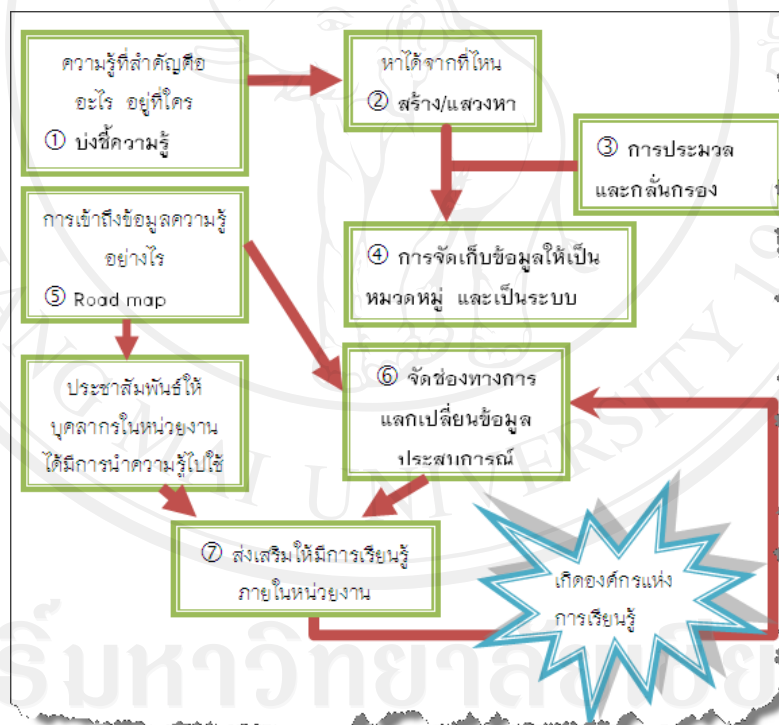 ความรู้ที่สำคัญคือ
อะไร อยู่ที่ใคร
① บ่งชี้ความรู้
หาได้จากที่ไหน
② สร้าง/แสวงหา
③ การประมวล
และกลั่นกรอง
④ การจัดเก็บข้อมูลให้เป็น
หมวดหมู่ และเป็นระบบ
การเข้าถึงข้อมูลความรู้
อย่างไร
⑤ Road map
ประชาสัมพันธ์ให้
บุคลากรในหน่วยงาน
ได้มีการนำความรู้ไปใช้
⑥ จัดช่องทางการ
แลกเปลี่ยนข้อมูล
ประสบการณ์
⑦ ส่งเสริมให้มีการเรียนรู้
ภายในหน่วยงาน
เกิดองค์กรแห่ง
การเรียนรู้